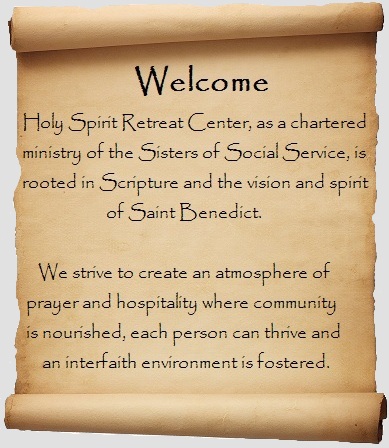 Welcome
Holy Spirit Retreat Center, as a chartered
ministry of the Sisters of Social Service, is
rooted in Scripture and the vision and spirit
of Saint Benedict.
We strive to create an atmosphere of
prayer and hospitality where community
is nourished, each person can thrive and
an interfaith environment is fostered.